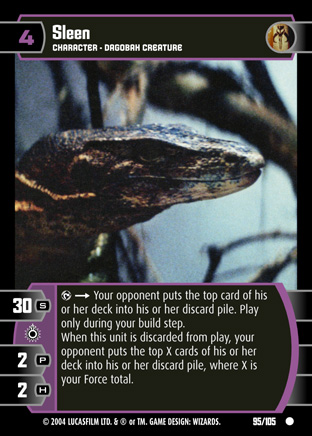 4
Sleen
CHARACTER • DAGOBAH CREATURE
30 S
2 P
2 H
→ Your opponent puts the top card of his
or her deck into his or her discard pile. Play
only during your build step.
When this unit is discarded from play, your
opponent puts the top X cards of his or her
deck into his or her discard pile, where X is
your Force total.
© 2004 LUCASFILM LTD. & ® or TM. GAME DESIGN: WIZARDS.
95/105